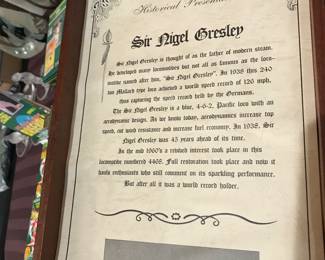 Historical
Sir Nigel Gresley
Sir Nigel Gresley is thought of as the father of modern steam.
He developed many locomotives but not all as famous as the loco-
motive named after him, "Sir Nigel Gresley". In 1938 this 240
ton Mallard type loco achieved a world speed record of 126 mph,
thus capturing the speed record held by the Germans.
The Sir Nigel Gresley is a blue, 4-6-2, Pacific loco with an
aerodynamic design. As we know today, aerodynamics increase top
speed, cut wind resistance and increase fuel economy. In 1938, Sir
Nigel Gresley was 45 years ahead of its time.
In the mid 1960's a revived interest took place in this
locomotive numbered 4498. Full restoration took place and now it
hauls enthusiasts who still comment on its sparkling performance.
But after all it was a world record holder.